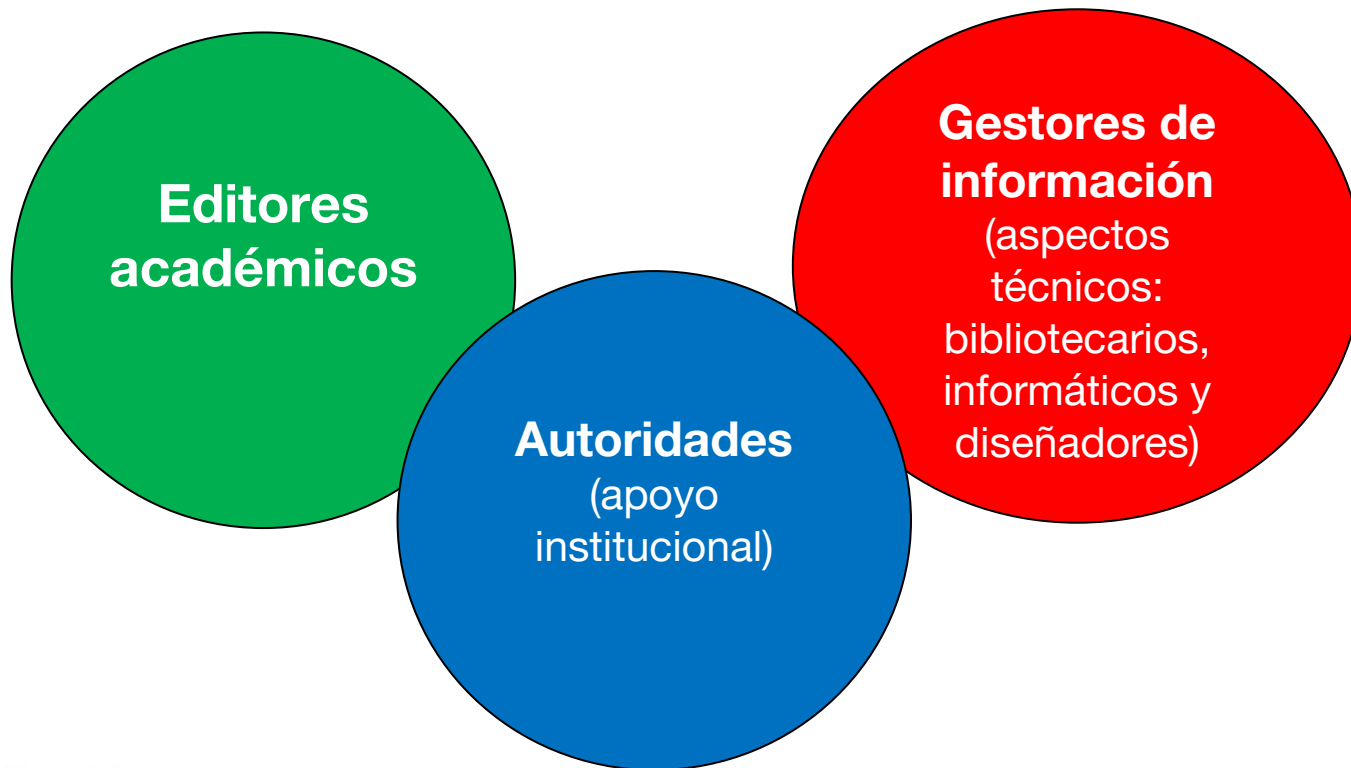 Editores
académicos
Autoridades
(apoyo
institucional)
Gestores de
información
(aspectos
técnicos:
bibliotecarios,
informáticos y
diseñadores)